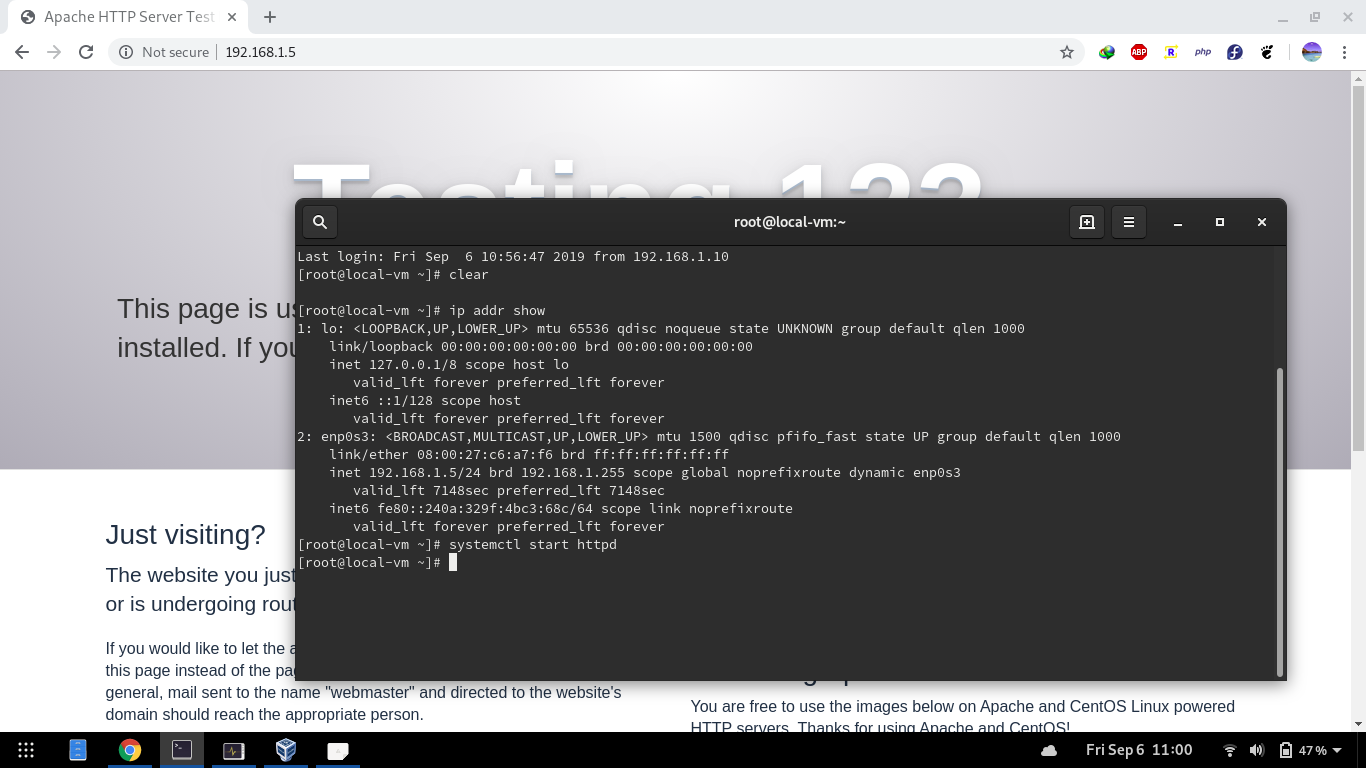 Apache HTTP Server Test
Not secure
192.168.1.5
ABP
R
php
Testing 123
This page is us
installed. If you
root@local-vm:~
Last login: Fri Sep  6 10:56:47 2019 from 192.168.1.10
[root@local-vm ~]# clear
[root@local-vm ~]# ip addr show
1: lo: <LOOPBACK,UP,LOWER_UP> mtu 65536 qdisc noqueue state UNKNOWN group default qlen 1000
link/loopback 00:00:00:00:00:00 brd 00:00:00:00:00:00
inet 127.0.0.1/8 scope host lo
valid_lft forever preferred_lft forever
inet6 ::1/128 scope host
valid_lft forever preferred_lft forever
2: enp0s3: <BROADCAST,MULTICAST,UP,LOWER_UP> mtu 1500 qdisc pfifo_fast state UP group default qlen 1000
link/ether 08:00:27:c6:a7:f6 brd ff:ff:ff:ff:ff:ff
inet 192.168.1.5/24 brd 192.168.1.255 scope global noprefixroute dynamic enp0s3
valid_lft 7148sec preferred_lft 7148sec
inet6 fe80::240a:329f:4bc3:68c/64 scope link noprefixroute
valid_lft forever preferred_lft forever
[root@local-vm ~]# systemctl start httpd
[root@local-vm ~]#
Just visiting?
The website you just
or is undergoing rout
If you would like to let the a
this page instead of the pag
general, mail sent to the name "webmaster" and directed to the website's
domain should reach the appropriate person.
You are free to use the images below on Apache and CentOS Linux powered
HTTP servers. Thanks for using Apache and CentOS!
Fri Sep 6 11:00
47 %